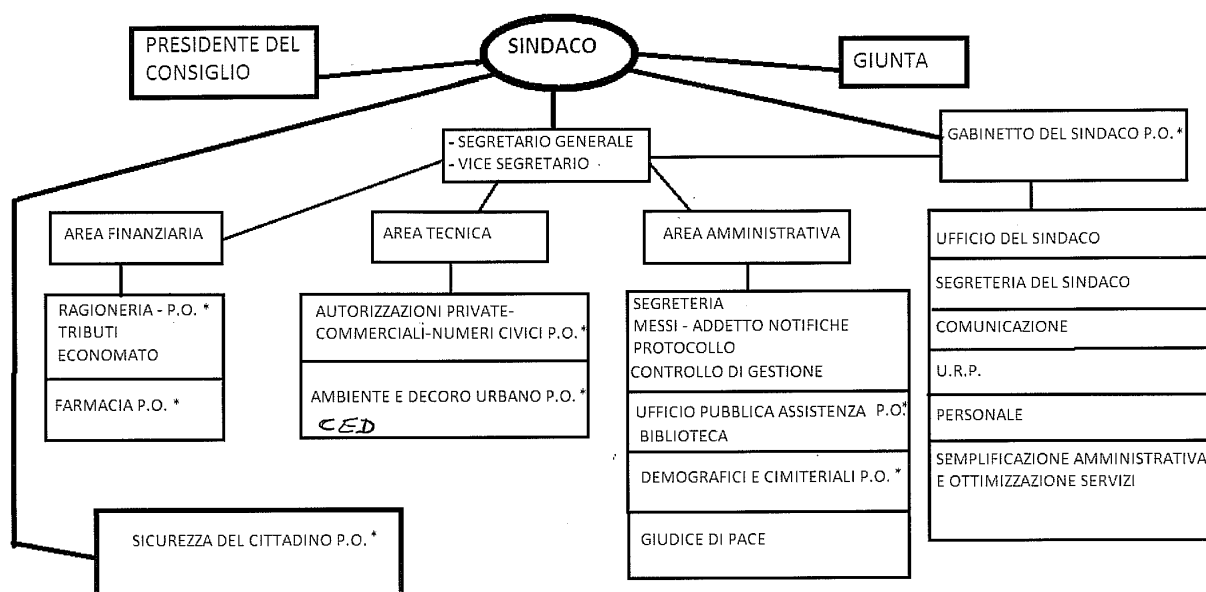 PRESIDENTE DEL
CONSIGLIO
SINDACO
GIUNTA
- SEGRETARIO GENERALE
- VICE SEGRETARIO
GABINETTO DEL SINDACO P.O. *
AREA FINANZIARIA
AREA TECNICA
AREA AMMINISTRATIVA
RAGIONERIA - P.O. *
TRIBUTI
ECONOMATO
FARMACIA P.O. *
AUTORIZZAZIONI PRIVATE-
COMMERCIALI-NUMERI CIVICI P.O. *
AMBIENTE E DECORO URBANO P.O. *
CED
SEGRETERIA
MESSI - ADDETTO NOTIFICHE
PROTOCOLLO
CONTROLLO DI GESTIONE
UFFICIO PUBBLICA ASSISTENZA P.O. *
BIBLIOTECA
DEMOGRAFICI E CIMITERIALI P.O. *
GIUDICE DI PACE
UFFICIO DEL SINDACO
SEGRETERIA DEL SINDACO
COMUNICAZIONE
U.R.P.
PERSONALE
SEMPLIFICAZIONE AMMINISTRATIVA
E OTTIMIZZAZIONE SERVIZI
SICUREZZA DEL CITTADINO P.O. *